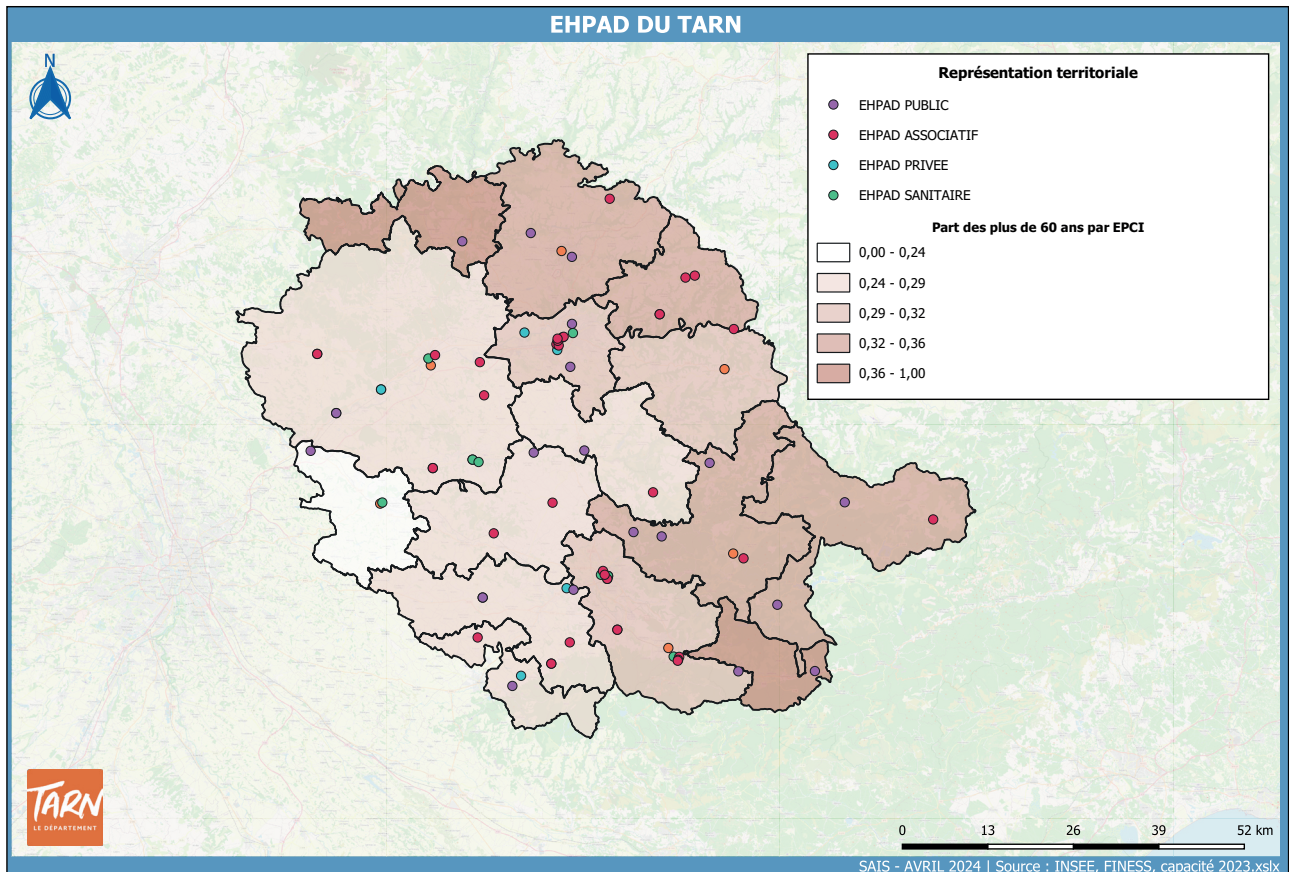 EHPAD DU TARN
N
Représentation territoriale
EHPAD PUBLIC
EHPAD ASSOCIATIF
EHPAD PRIVEE
EHPAD SANITAIRE
Part des plus de 60 ans par EPCI
0,00 - 0,24
0,24 - 0,29
0,29 - 0,32
0,32 - 0,36
0,36 - 1,00
TARN
LE DÉPARTEMENT
0 13 26 39 52 km
SAIS - AVRIL 2024 | Source : INSEE, FINESS, capacité 2023.xslx